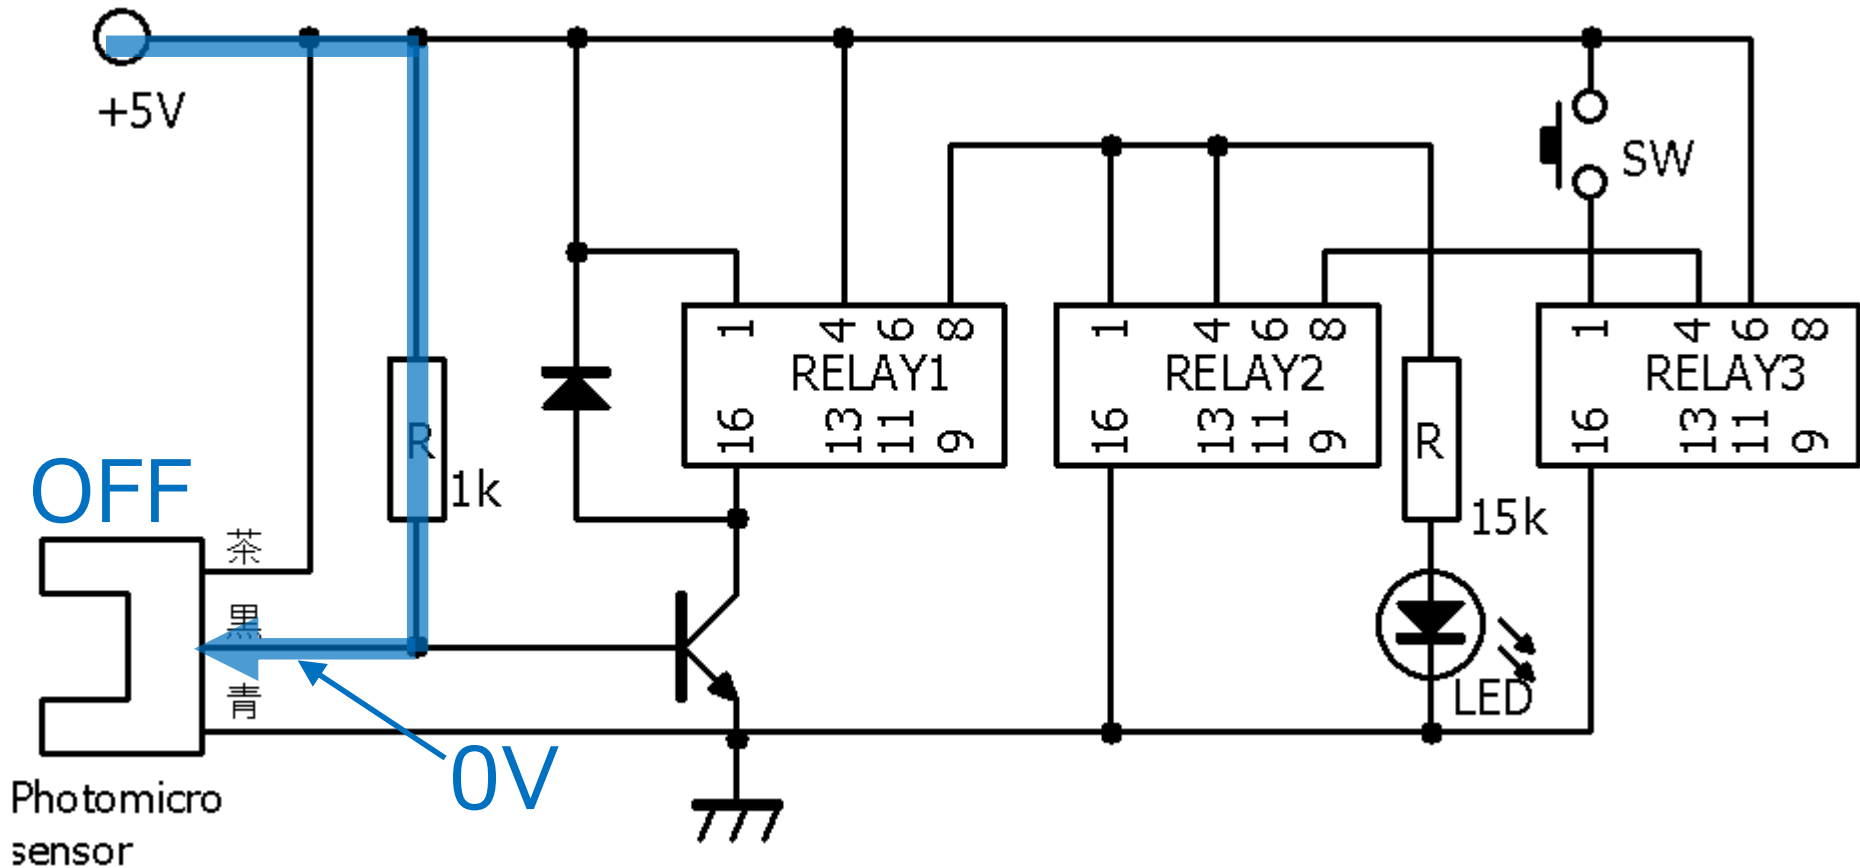 +5V
SW
1 4 6 8
RELAY1
16 13 11 9
1 4 6 8
RELAY2
16 13 11 9
1 4 6 8
RELAY3
16 13 11 9
R
1k
R
15k
OFF
茶
黒
青
LED
0V
Photomicro
sensor